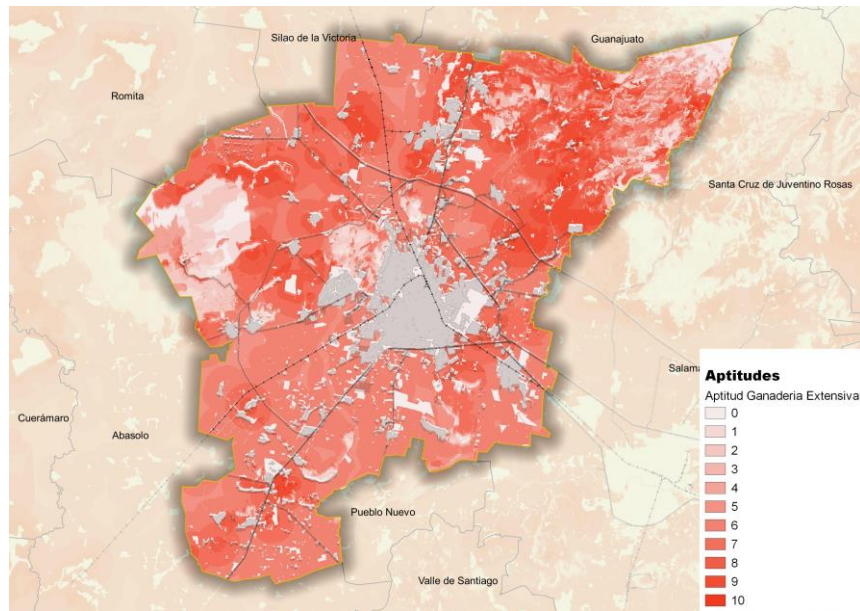 Silao de la Victoria
Guanajuato
Romita
Santa Cruz de Juventino Rosas
Salama
Cuerámaro
Abasolo
Pueblo Nuevo
Valle de Santiago
Aptitudes
Aptitud Ganaderia Extensiva
0
1
2
3
4
5
6
7
8
9
10